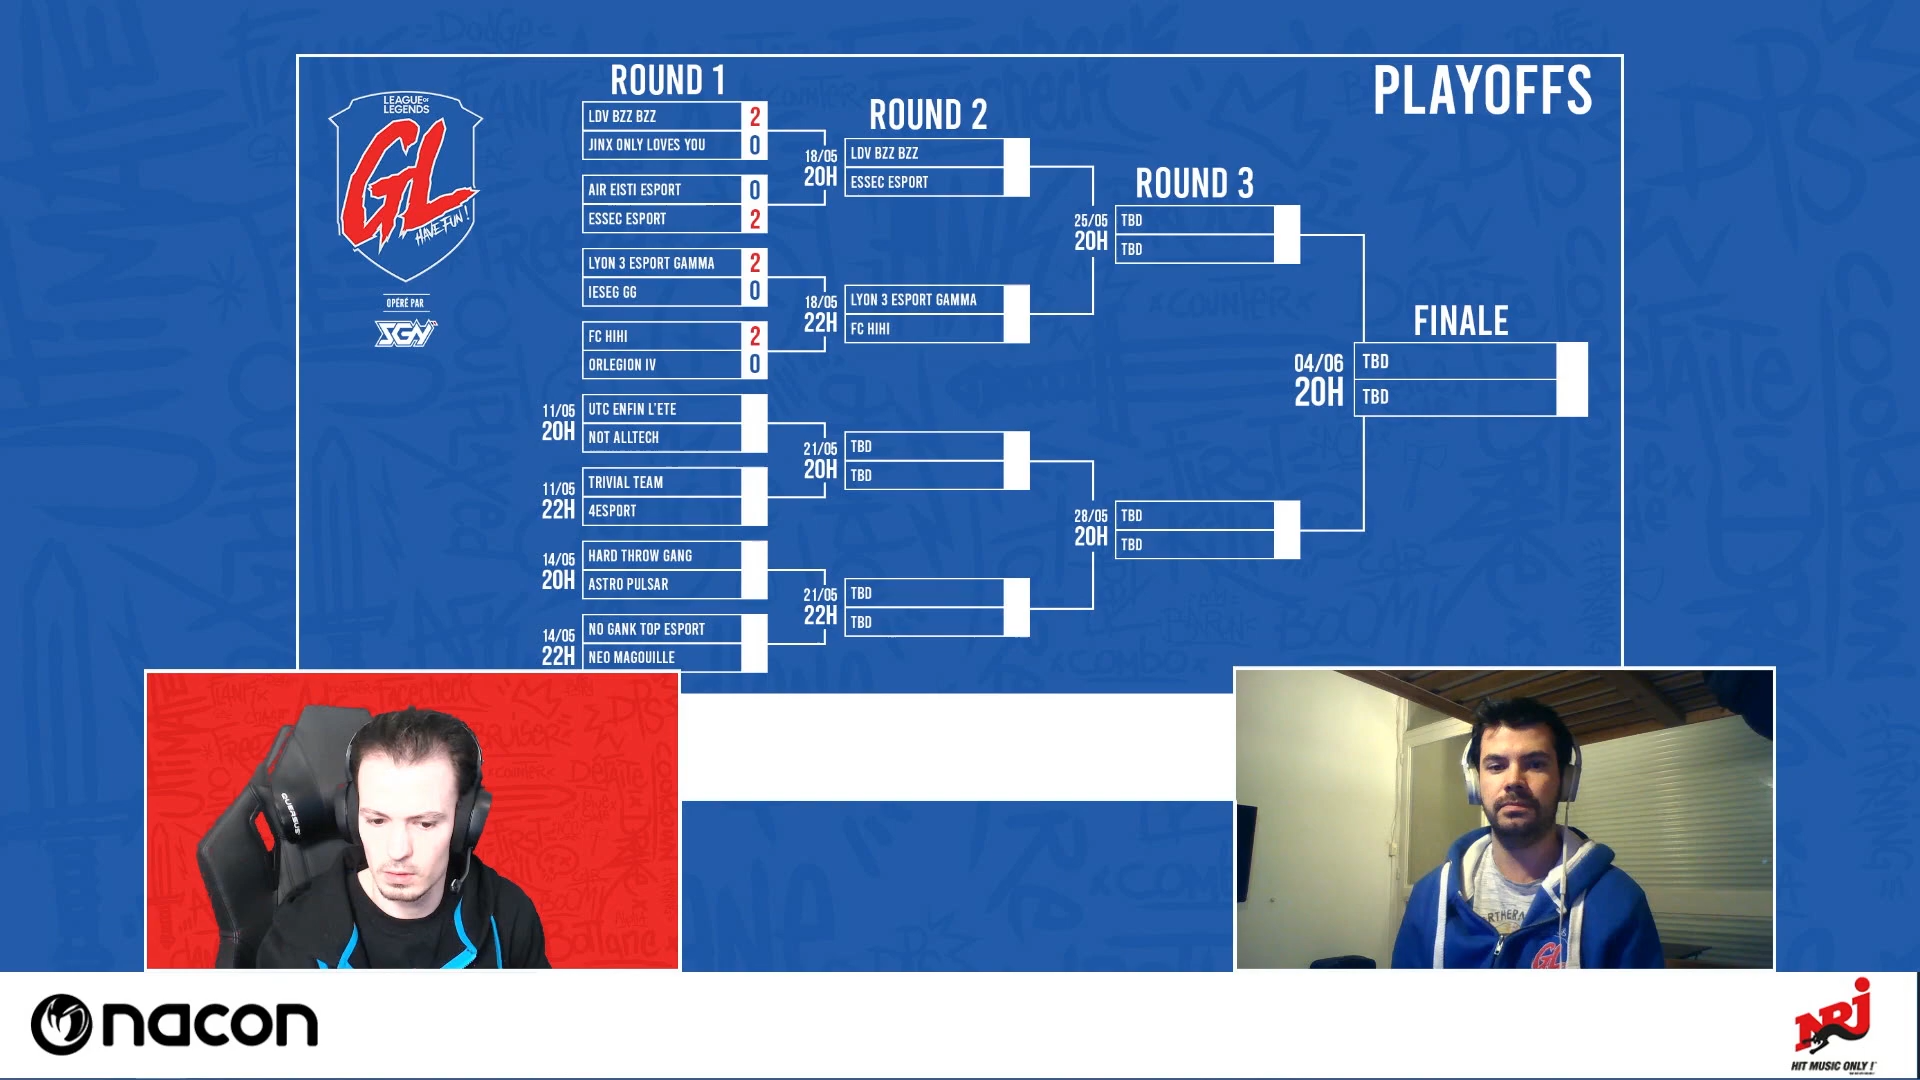 PLAYOFFS
LEAGUE OF
LEGENDS
GL
HAVE FUN !
OPÉRÉ PAR
SGN
ROUND 1
LDV BZZ BZZ 2
JINX ONLY LOVES YOU 0
AIR EISTI ESPORT 0
ESSEC ESPORT 2
LYON 3 ESPORT GAMMA 2
IESEG GG 0
FC HIHI 2
ORLEGION IV 0
11/05
20H
UTC ENFIN L'ETE
NOT ALLTECH
11/05
22H
TRIVIAL TEAM
4ESPORT
14/05
20H
HARD THROW GANG
ASTRO PULSAR
14/05
22H
NO GANK TOP ESPORT
NEO MAGOUILLE
ROUND 2
18/05
20H
LDV BZZ BZZ
ESSEC ESPORT
18/05
22H
LYON 3 ESPORT GAMMA
FC HIHI
21/05
20H
TBD
TBD
21/05
22H
TBD
TBD
ROUND 3
25/05
20H
TBD
TBD
28/05
20H
TBD
TBD
FINALE
04/06
20H
TBD
TBD
QUERSUS
GL
nacon
NRJ
HIT MUSIC ONLY !